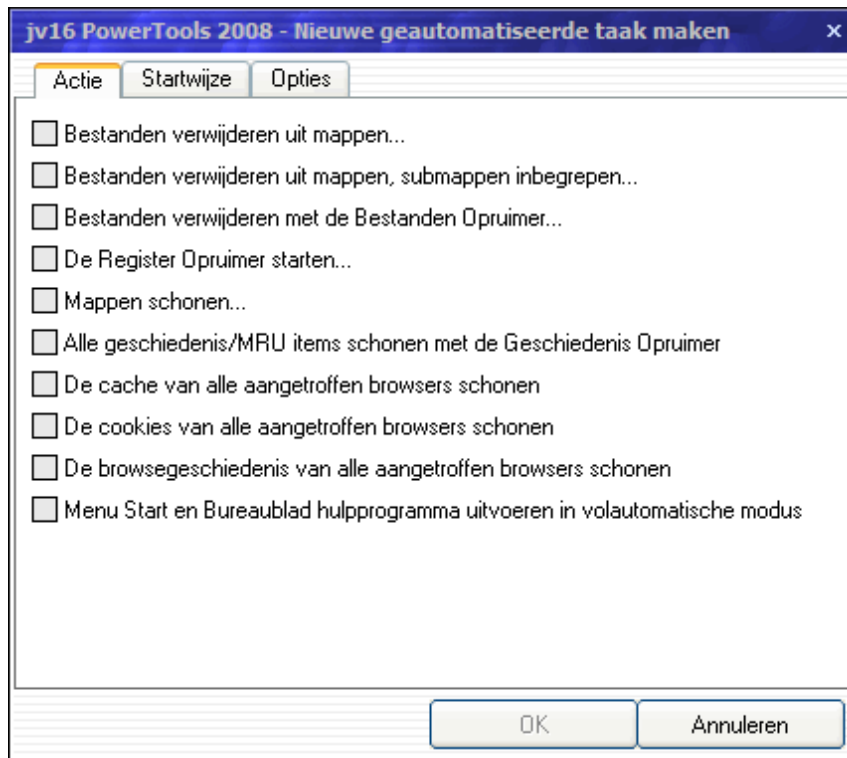 jv16 PowerTools 2008 - Nieuwe geautomatiseerde taak maken
Actie Startwijze Opties
Bestanden verwijderen uit mappen...
Bestanden verwijderen uit mappen, submappen inbegrepen...
Bestanden verwijderen met de Bestanden Opruimer...
De Register Opruimer starten...
Mappen schonen...
Alle geschiedenis/MRU items schonen met de Geschiedenis Opruimer
De cache van alle aangetroffen browsers schonen
De cookies van alle aangetroffen browsers schonen
De browsegeschiedenis van alle aangetroffen browsers schonen
Menu Start en Bureaublad hulpprogramma uitvoeren in volautomatische modus
OK Annuleren